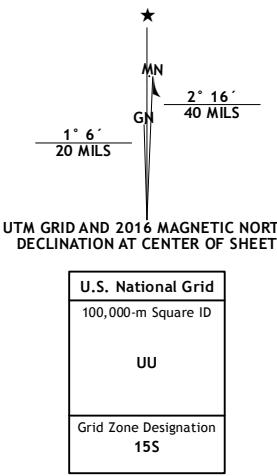 ★
MN
GN
2° 16´
40 MILS
1° 6´
20 MILS
UTM GRID AND 2016 MAGNETIC NORT
DECLINATION AT CENTER OF SHEET
U.S. National Grid
100,000-m Square ID
UU
Grid Zone Designation
15S